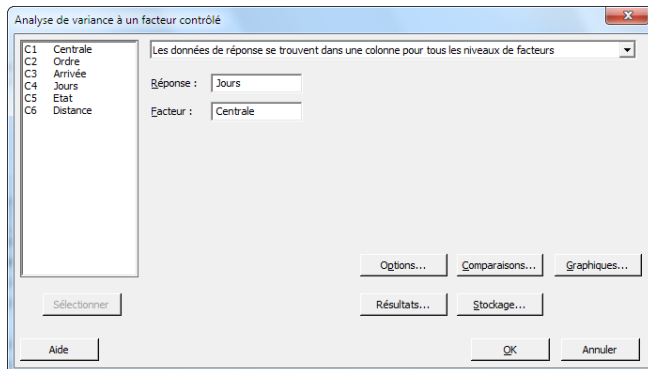 Analyse de variance à un facteur contrôlé
C1 Centrale
C2 Ordre
C3 Arrivée
C4 Jours
C5 Etat
C6 Distance
Les données de réponse se trouvent dans une colonne pour tous les niveaux de facteurs
Réponse : Jours
Facteur : Centrale
Options... Comparaisons... Graphiques...
Sélectionner Résultats... Stockage...
Aide OK Annuler